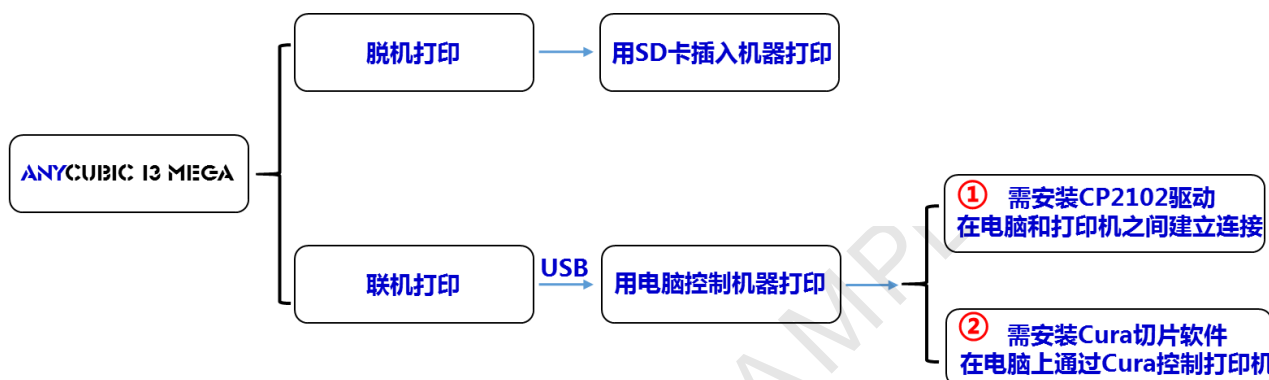 脱机打印
用SD卡插入机器打印
ANYCUBIC I3 MEGA
联机打印
USB
用电脑控制机器打印
① 需安装CP2102驱动
在电脑和打印机之间建立连接
② 需安装Cura切片软件
在电脑上通过Cura控制打印机